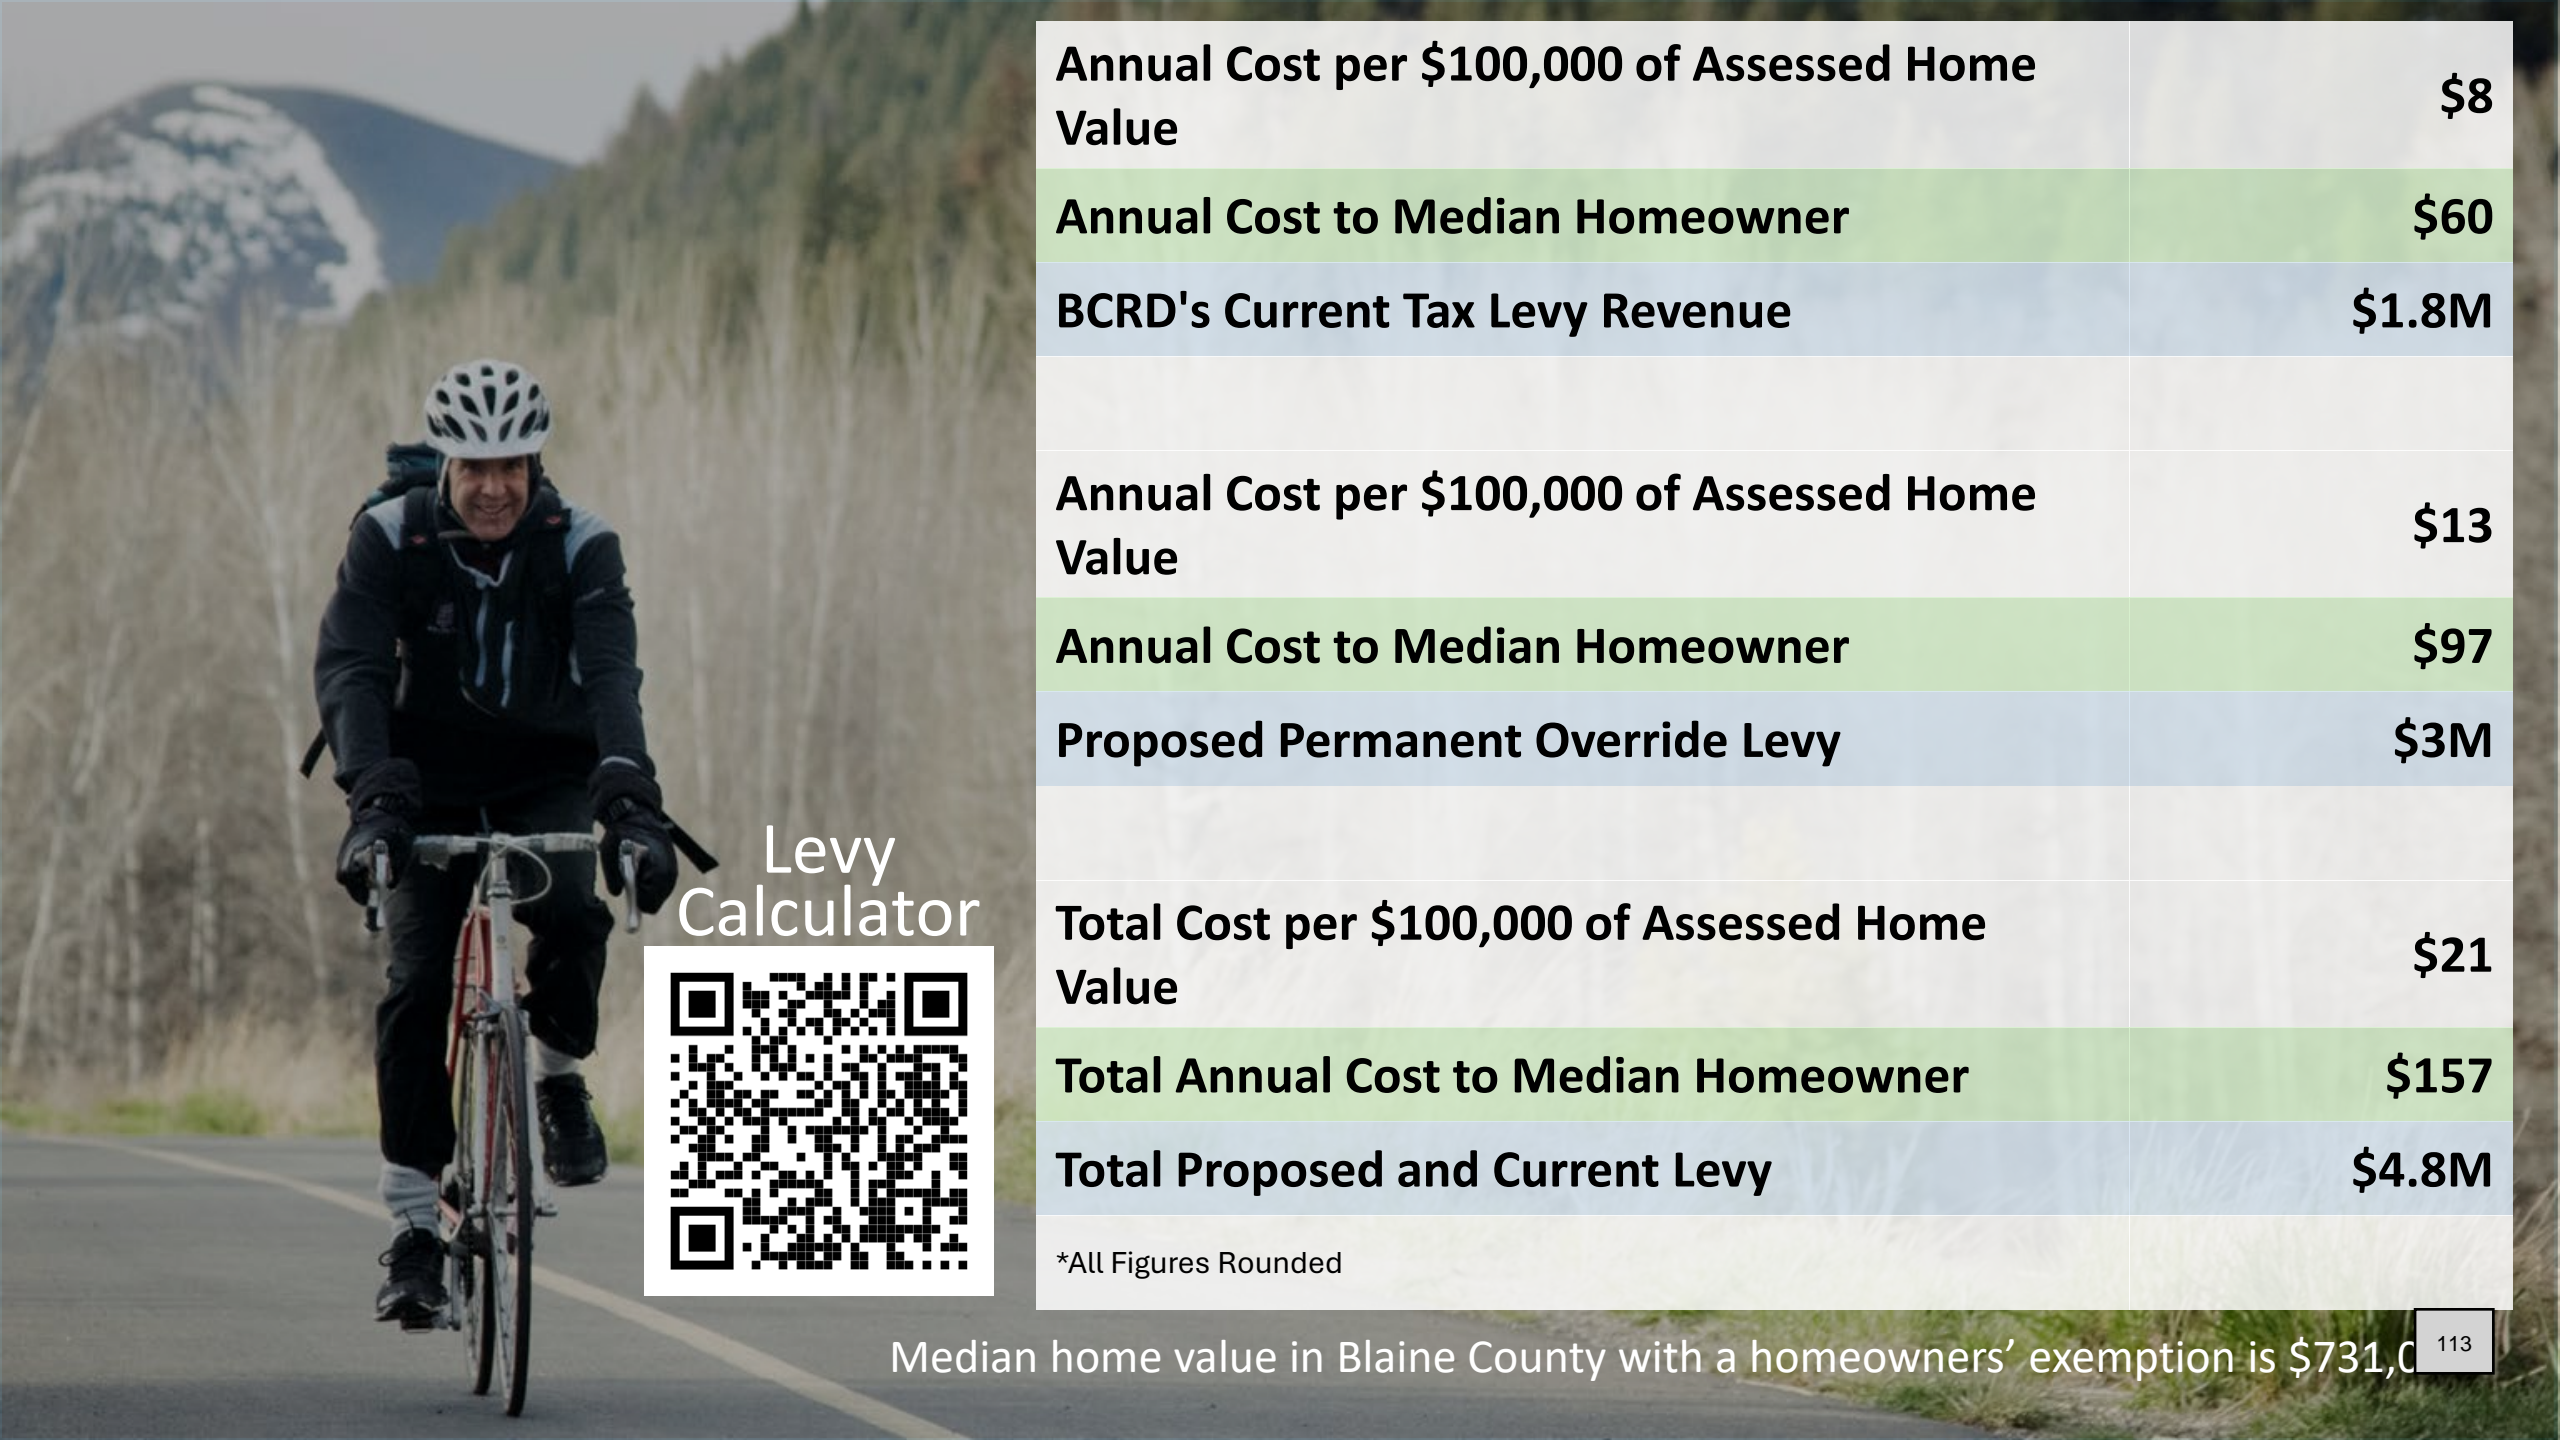 Annual Cost per $100,000 of Assessed Home
Value
$8
Annual Cost to Median Homeowner
$60
BCRD's Current Tax Levy Revenue
$1.8M
Annual Cost per $100,000 of Assessed Home
Value
$13
Annual Cost to Median Homeowner
$97
Proposed Permanent Override Levy
$3M
Total Cost per $100,000 of Assessed Home
Value
$21
Total Annual Cost to Median Homeowner
$157
Total Proposed and Current Levy
$4.8M
*All Figures Rounded
Levy
Calculator
Median home value in Blaine County with a homeowners’ exemption is
113